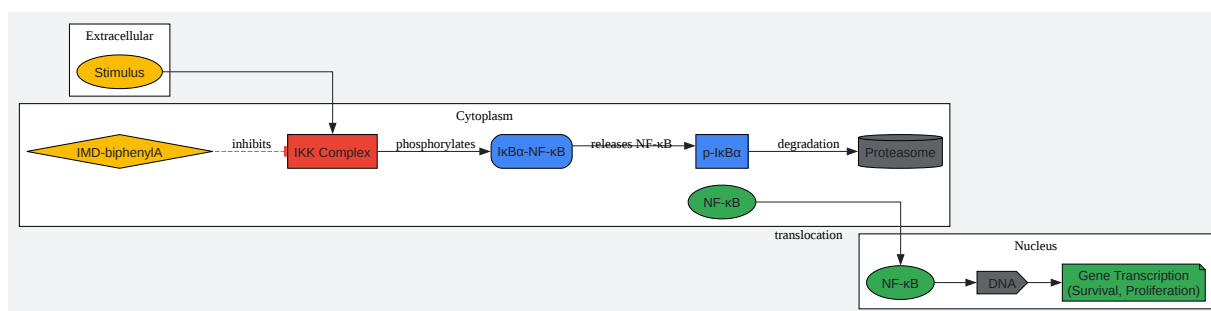 Extracellular
Stimulus
Cytoplasm
IMD-biphenylA
inhibits
IKK Complex
phosphorylates
IκBα-NF-κB
releases NF-κB
p-IκBα
degradation
Proteasome
NF-κB
translocation
Nucleus
NF-κB
DNA
Gene Transcription
(Survival, Proliferation)